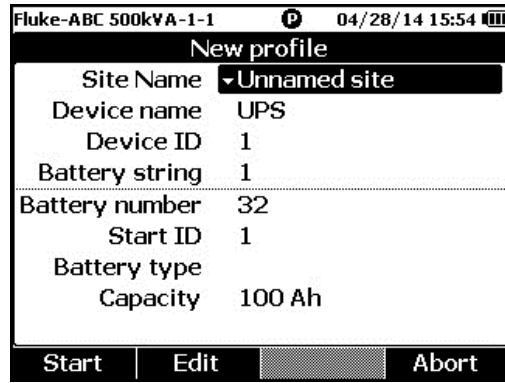 Fluke-ABC 500kVA-1-1 P 04/28/14 15:54
New profile
Site Name Unnamed site
Device name UPS
Device ID 1
Battery string 1
Battery number 32
Start ID 1
Battery type
Capacity 100 Ah
Start Edit Abort